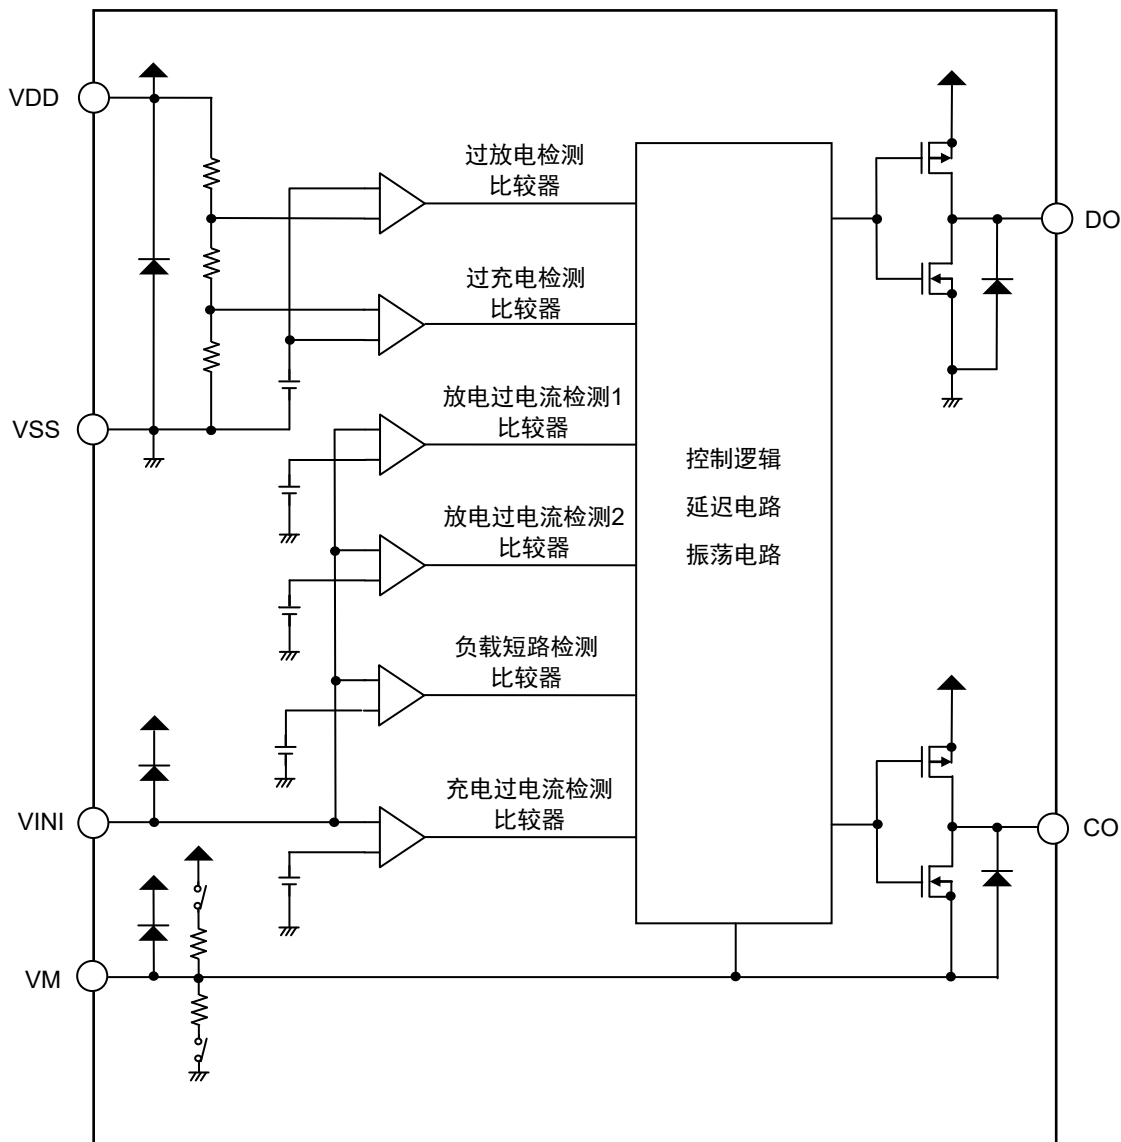 VDD
过放电检测
比较器
DO
过充电检测
比较器
放电过电流检测1
比较器
VSS
控制逻辑
延迟电路
振荡电路
放电过电流检测2
比较器
负载短路检测
比较器
充电过电流检测
比较器
VINI
CO
VM